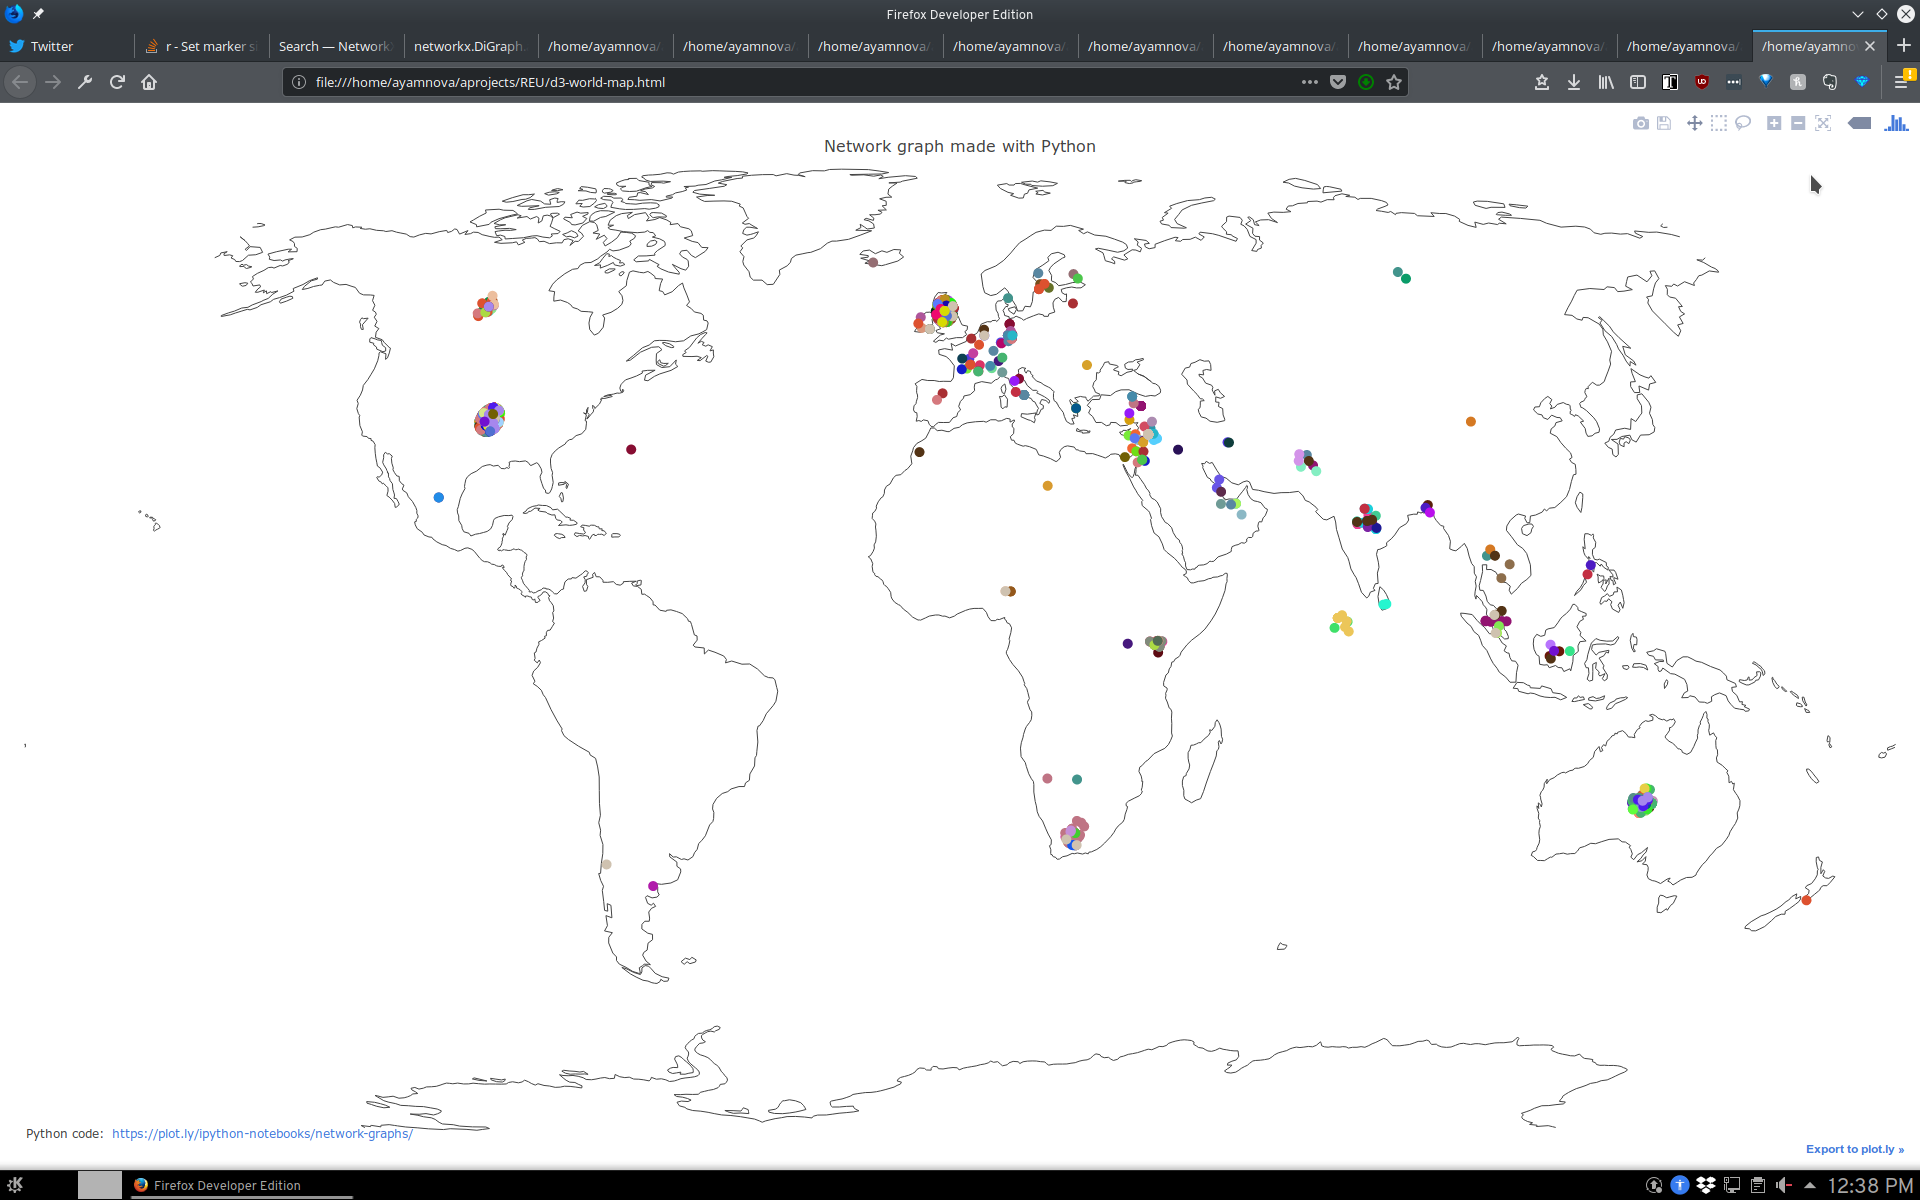 Firefox Developer Edition
Twitter
r - Set marker s
Search — Network
networkx.DiGraph
/home/ayamnova/
/home/ayamnova/
/home/ayamnova/
/home/ayamnova/
/home/ayamnova/
/home/ayamnova/
/home/ayamnova/
/home/ayamnova/
/home/ayamnova/
/home/ayamno
file:///home/ayamnova/aprojects/REU/d3-world-map.html
Network graph made with Python
Python code: https://plot.ly/ipython-notebooks/network-graphs/
Export to plot.ly »
Firefox Developer Edition
12:38 PM